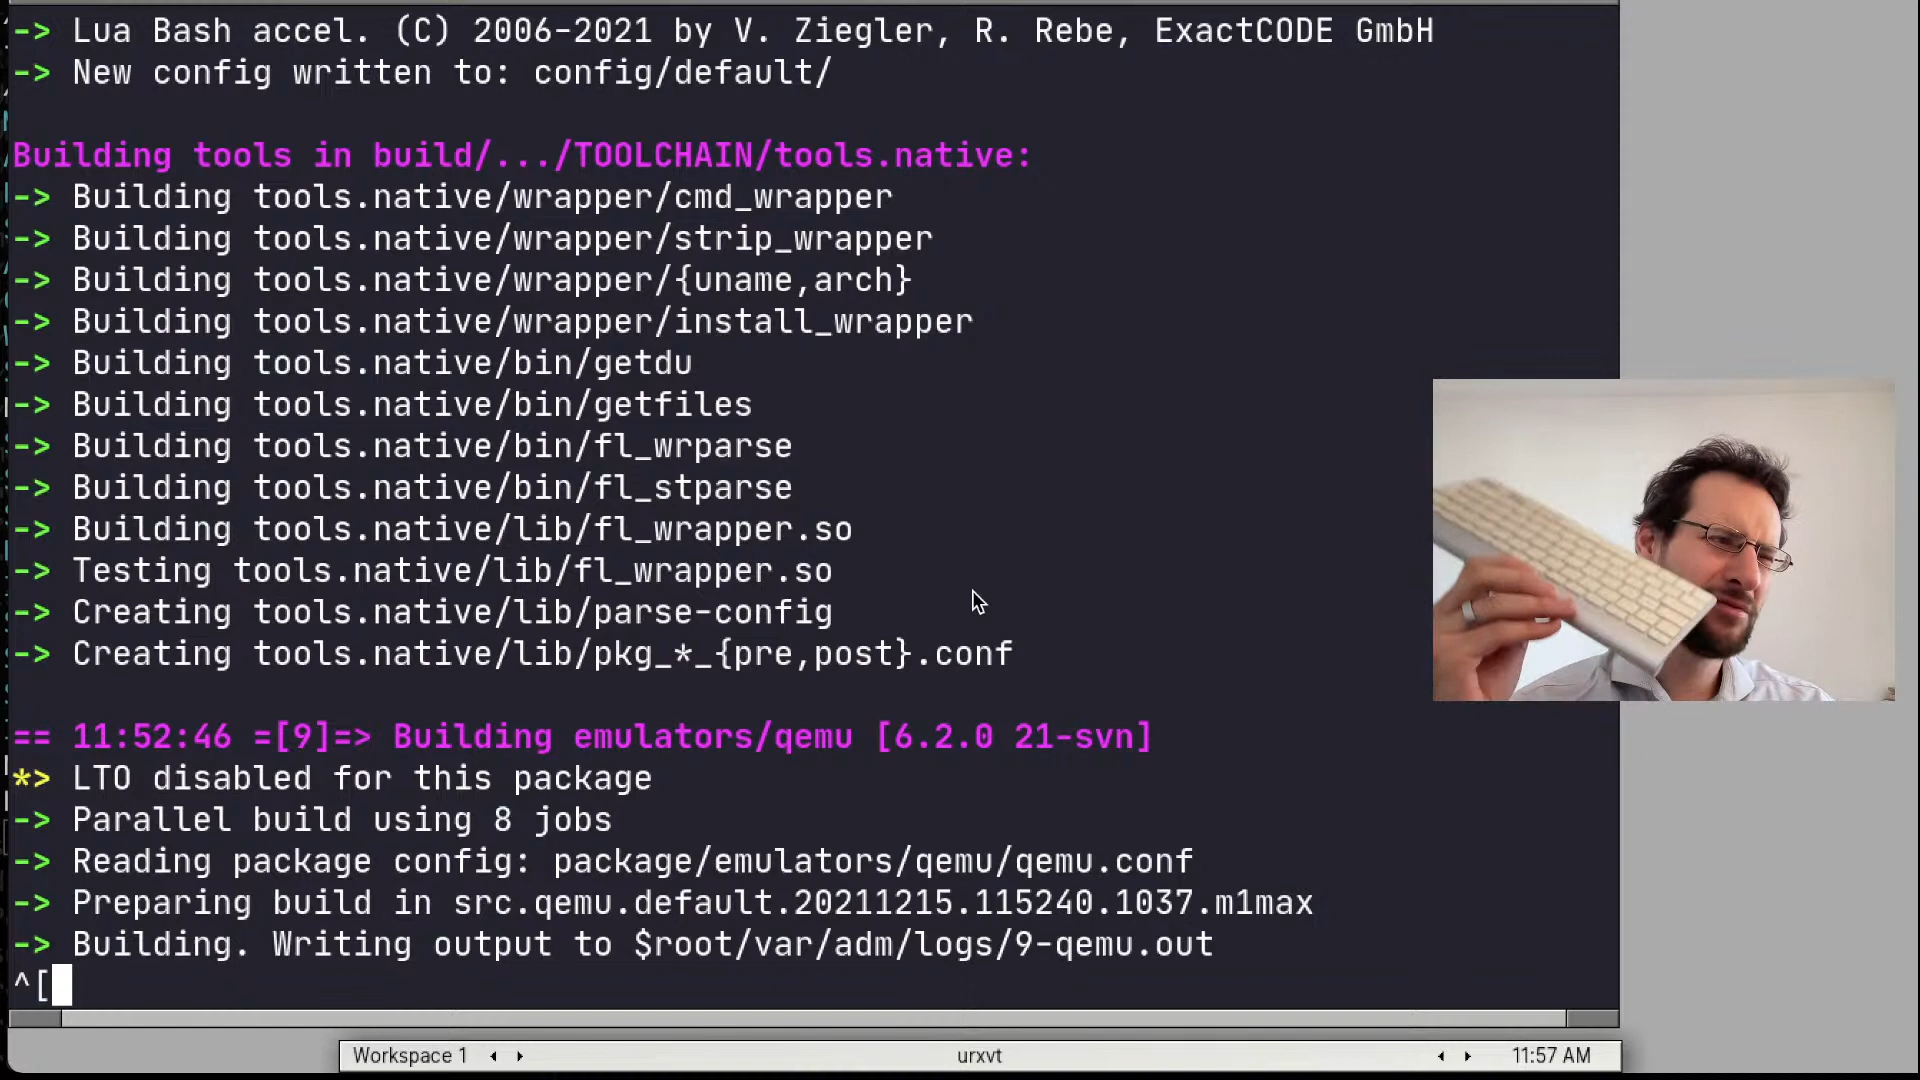 -> Lua Bash accel. (C) 2006-2021 by V. Ziegler, R. Rebe, ExactCODE GmbH
-> New config written to: config/default/
Building tools in build/.../TOOLCHAIN/tools.native:
-> Building tools.native/wrapper/cmd_wrapper
-> Building tools.native/wrapper/strip_wrapper
-> Building tools.native/wrapper/{uname,arch}
-> Building tools.native/wrapper/install_wrapper
-> Building tools.native/bin/getdu
-> Building tools.native/bin/getfiles
-> Building tools.native/bin/fl_wrparse
-> Building tools.native/bin/fl_stparse
-> Building tools.native/lib/fl_wrapper.so
-> Testing tools.native/lib/fl_wrapper.so
-> Creating tools.native/lib/parse-config
-> Creating tools.native/lib/pkg_*_{pre,post}.conf
== 11:52:46 =[9]=> Building emulators/qemu [6.2.0 21-svn]
*> LTO disabled for this package
-> Parallel build using 8 jobs
-> Reading package config: package/emulators/qemu/qemu.conf
-> Preparing build in src.qemu.default.20211215.115240.1037.m1max
-> Building. Writing output to $root/var/adm/logs/9-qemu.out
^[
Workspace 1 urxvt 11:57 AM